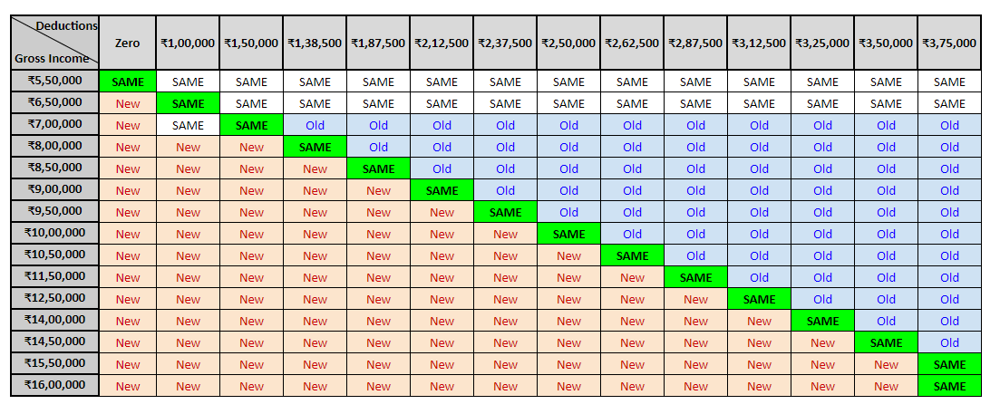 Deductions
Gross Income Zero ₹1,00,000 ₹1,50,000 ₹1,38,500 ₹1,87,500 ₹2,12,500 ₹2,37,500 ₹2,50,000 ₹2,62,500 ₹2,87,500 ₹3,12,500 ₹3,25,000 ₹3,50,000 ₹3,75,000
₹5,50,000 SAME SAME SAME SAME SAME SAME SAME SAME SAME SAME SAME SAME SAME SAME
₹6,50,000 New SAME SAME SAME SAME SAME SAME SAME SAME SAME SAME SAME SAME SAME
₹7,00,000 New SAME SAME Old Old Old Old Old Old Old Old Old Old Old
₹8,00,000 New New New SAME Old Old Old Old Old Old Old Old Old Old
₹8,50,000 New New New New SAME Old Old Old Old Old Old Old Old Old
₹9,00,000 New New New New New SAME Old Old Old Old Old Old Old Old
₹9,50,000 New New New New New New SAME Old Old Old Old Old Old Old
₹10,00,000 New New New New New New New SAME Old Old Old Old Old Old
₹10,50,000 New New New New New New New New SAME Old Old Old Old Old
₹11,50,000 New New New New New New New New New SAME Old Old Old Old
₹12,50,000 New New New New New New New New New New SAME Old Old Old
₹14,00,000 New New New New New New New New New New New SAME Old Old
₹14,50,000 New New New New New New New New New New New New SAME Old
₹15,50,000 New New New New New New New New New New New New New SAME
₹16,00,000 New New New New New New New New New New New New New SAME